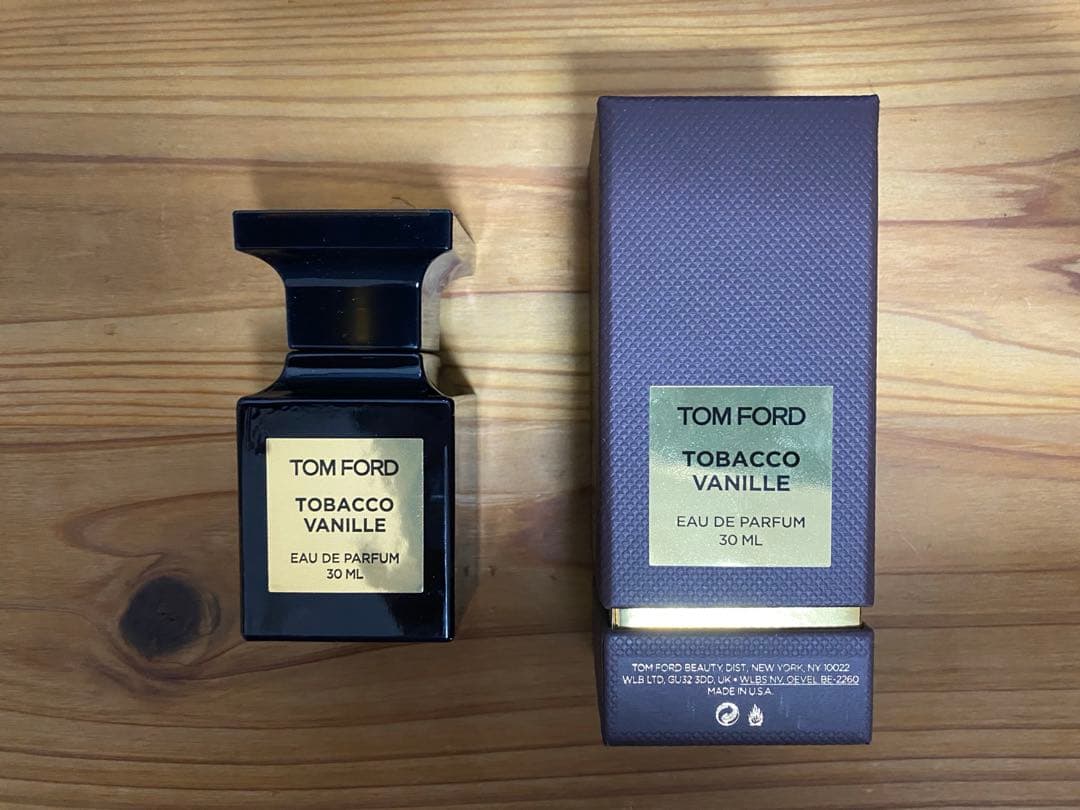 TOM FORD
TOBACCO
VANILLE
EAU DE PARFUM
30 ML
TOM FORD
TOBACCO
VANILLE
EAU DE PARFUM
30 ML
TOM FORD BEAUTY, DIST. NEW YORK, NY 10022
WLB LTD, GU32 3DD, UK • WLBS NV, OEVEL BE-2260
MADE IN U.S.A.